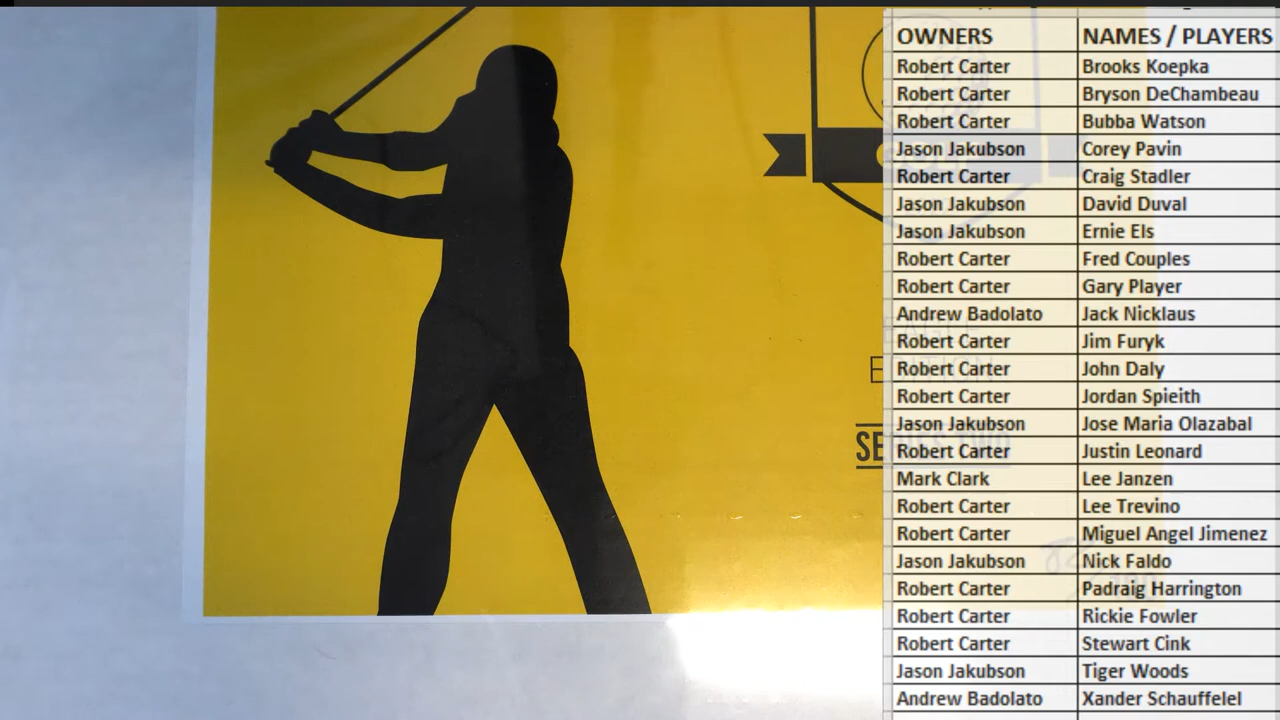 OWNERS NAMES / PLAYERS
Robert Carter Brooks Koepka
Robert Carter Bryson DeChambeau
Robert Carter Bubba Watson
Jason Jakubson Corey Pavin
Robert Carter Craig Stadler
Jason Jakubson David Duval
Jason Jakubson Ernie Els
Robert Carter Fred Couples
Robert Carter Gary Player
Andrew Badolato Jack Nicklaus
Robert Carter Jim Furyk
Robert Carter John Daly
Robert Carter Jordan Spieith
Jason Jakubson Jose Maria Olazabal
Robert Carter Justin Leonard
Mark Clark Lee Janzen
Robert Carter Lee Trevino
Robert Carter Miguel Angel Jimenez
Jason Jakubson Nick Faldo
Robert Carter Padraig Harrington
Robert Carter Rickie Fowler
Robert Carter Stewart Cink
Jason Jakubson Tiger Woods
Andrew Badolato Xander Schauffelel
EAGLE
EDITION
SERIES TWO